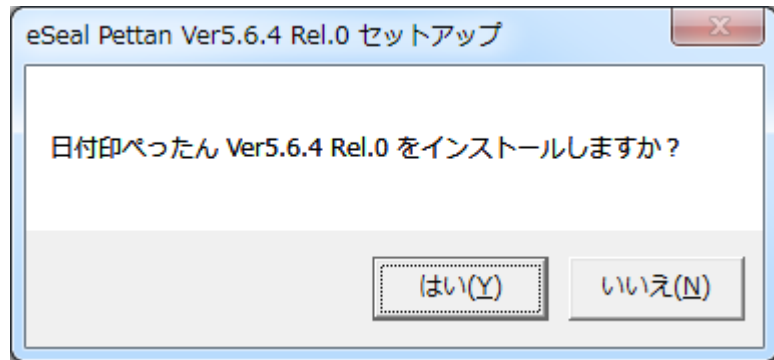 eSeal Pettan Ver5.6.4 Rel.0 セットアップ
日付印ぺったん Ver5.6.4 Rel.0 をインストールしますか？
はい(Y)
いいえ(N)